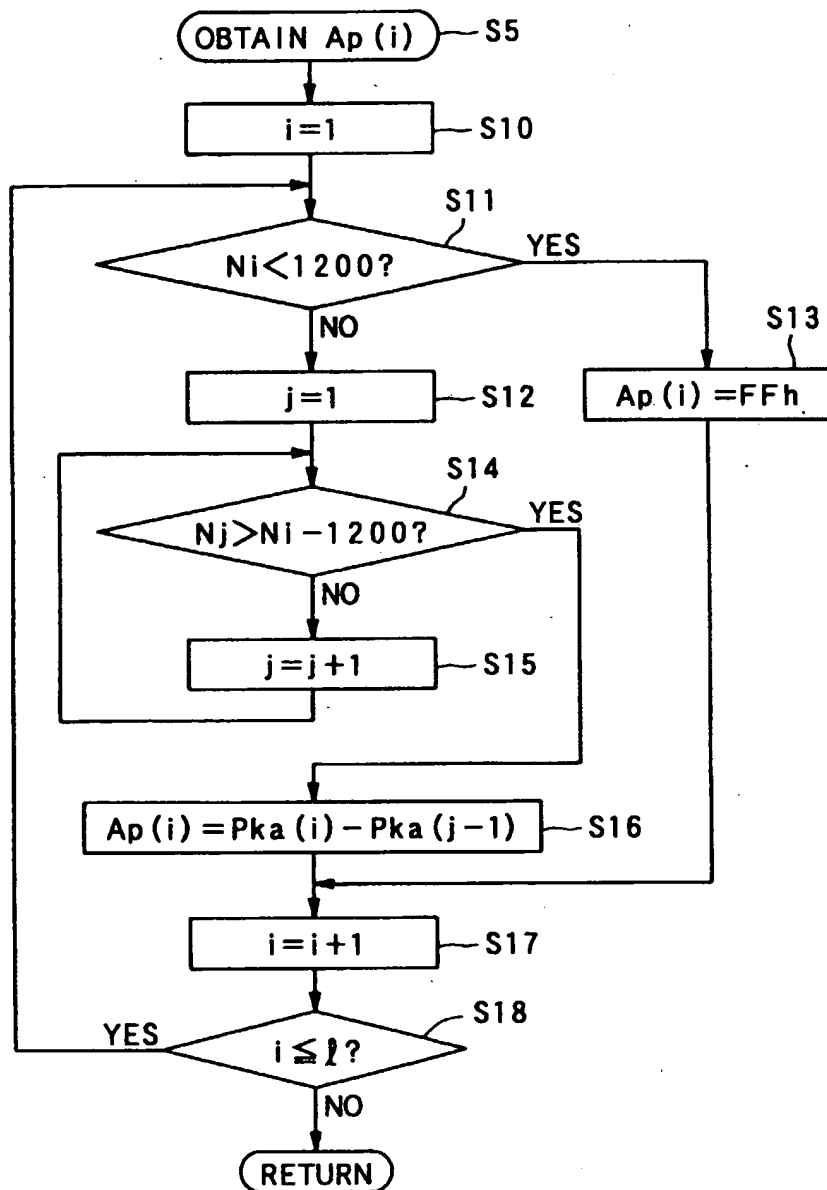 OBTAIN Ap(i) S5
i=1 S10
S11
Ni<1200? YES
NO
S13
j=1 S12
Ap(i)=FFh
S14
Nj>Ni-1200? YES
NO
j=j+1 S15
Ap(i)=Pka(i)-Pka(j-1) S16
i=i+1 S17
S18
YES i≦ℓ?
NO
RETURN